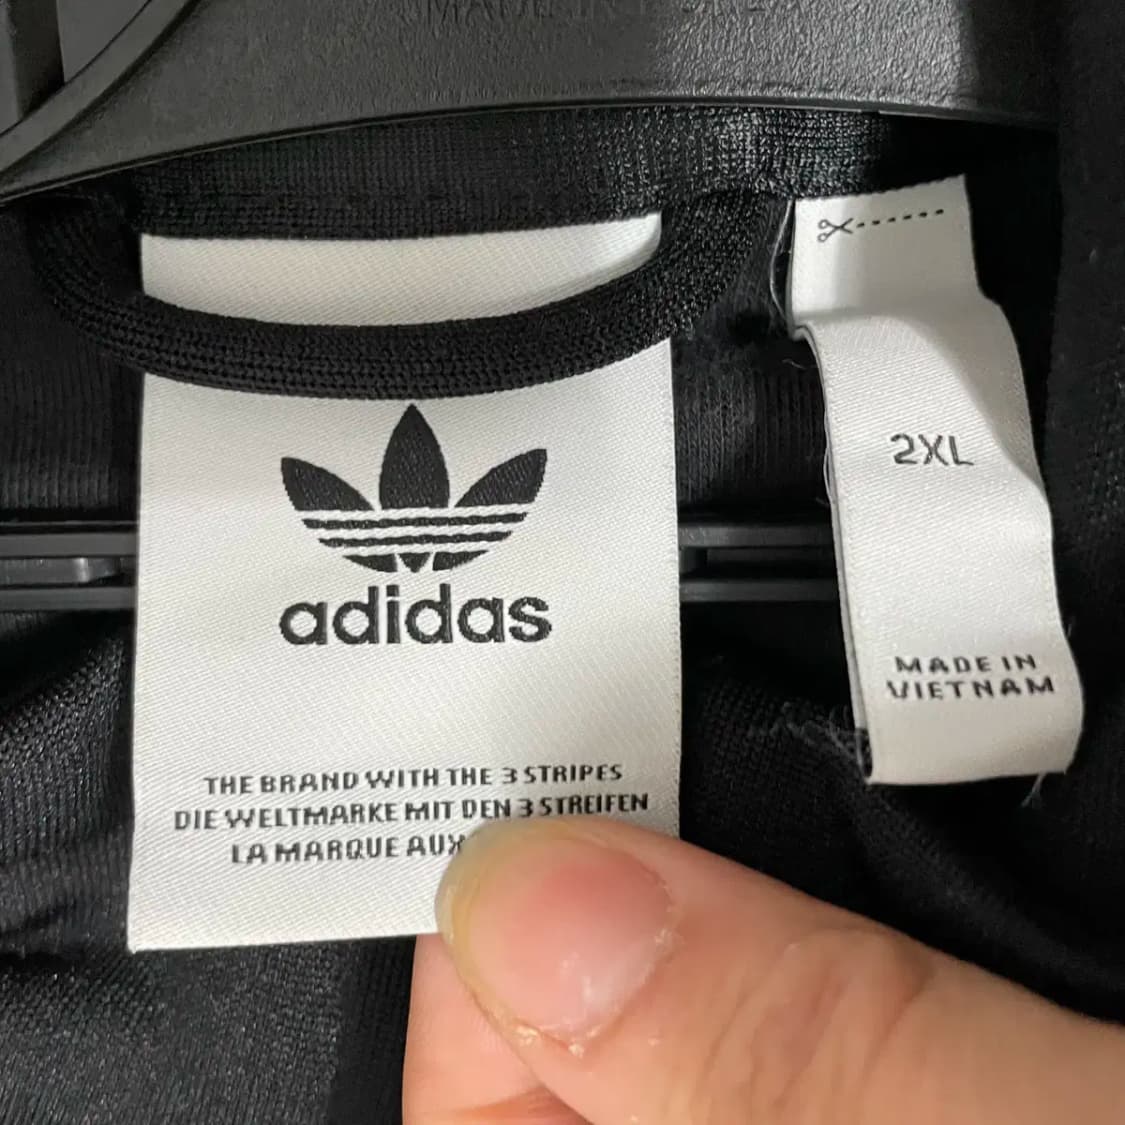 adidas
THE BRAND WITH THE 3 STRIPES
DIE WELTMARKE MIT DEN 3 STREIFEN
LA MARQUE AUX
2XL
MADE IN
VIETNAM